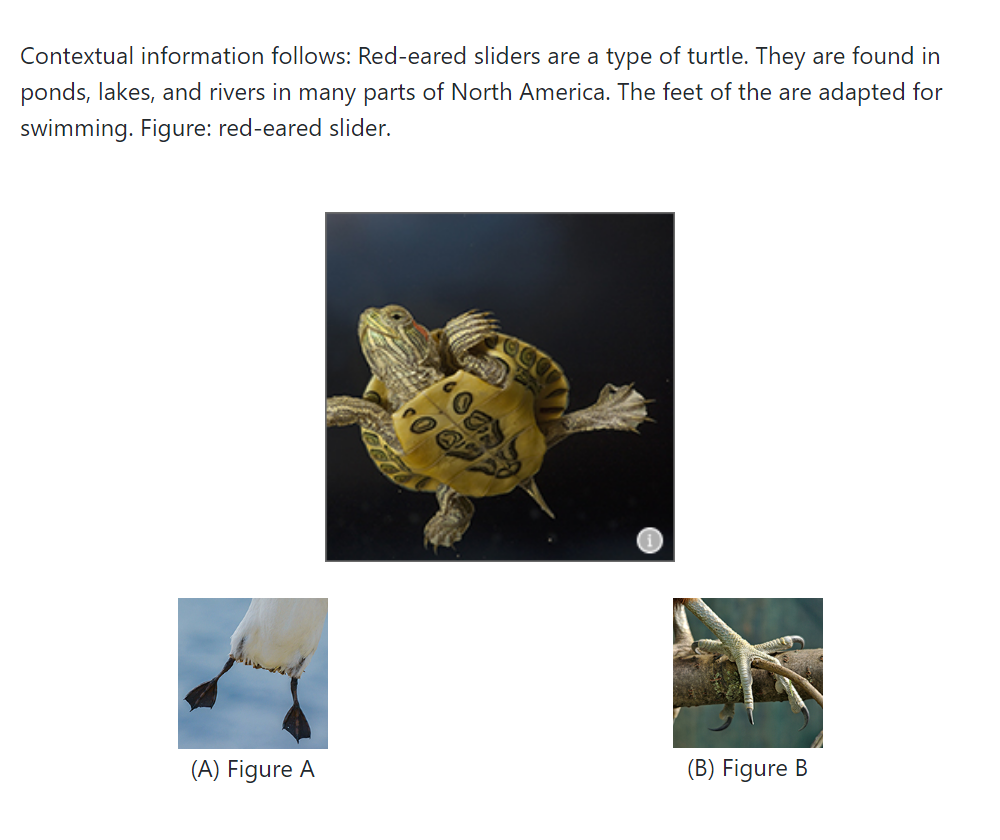 Contextual information follows: Red-eared sliders are a type of turtle. They are found in
ponds, lakes, and rivers in many parts of North America. The feet of the are adapted for
swimming. Figure: red-eared slider.
i
(A) Figure A
(B) Figure B